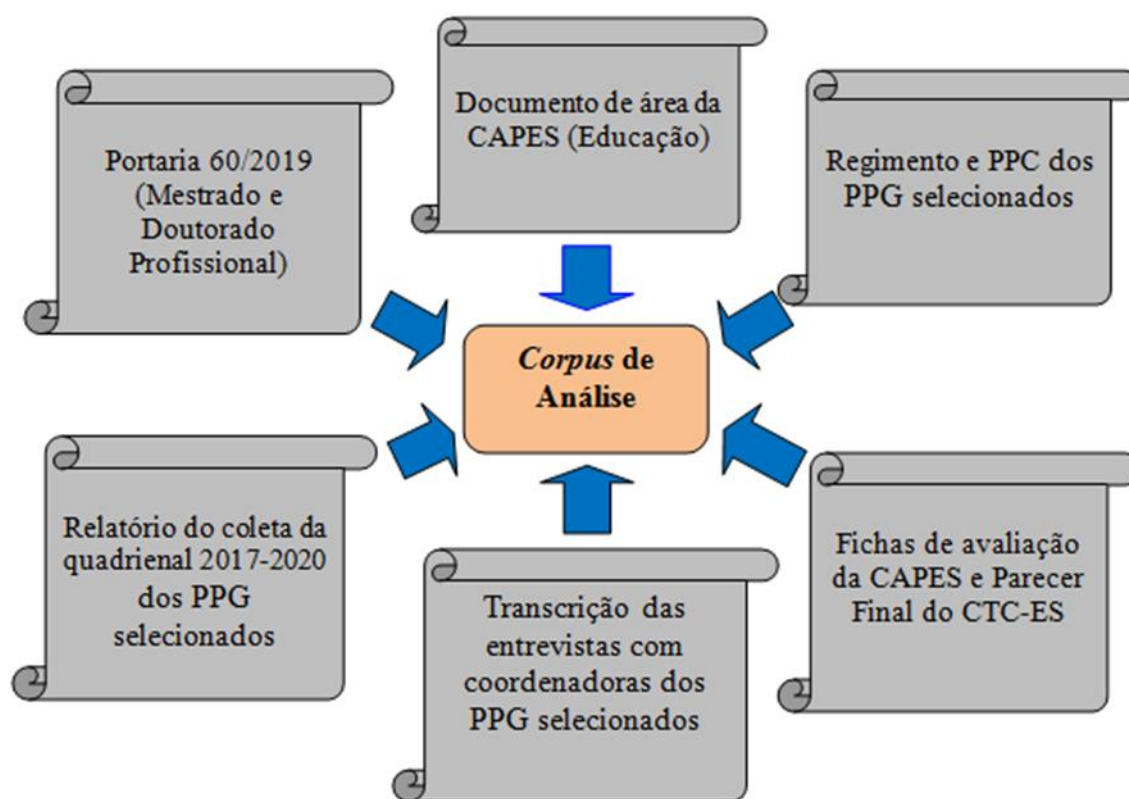 Portaria 60/2019
(Mestrado e
Doutorado
Profissional)
Documento de área da
CAPES (Educação)
Regimento e PPC dos
PPG selecionados
Corpus de
Análise
Relatório do coleta da
quadrienal 2017-2020
dos PPG
selecionados
Transcrição das
entrevistas com
coordenadoras dos
PPG selecionados
Fichas de avaliação
da CAPES e Parecer
Final do CTC-ES